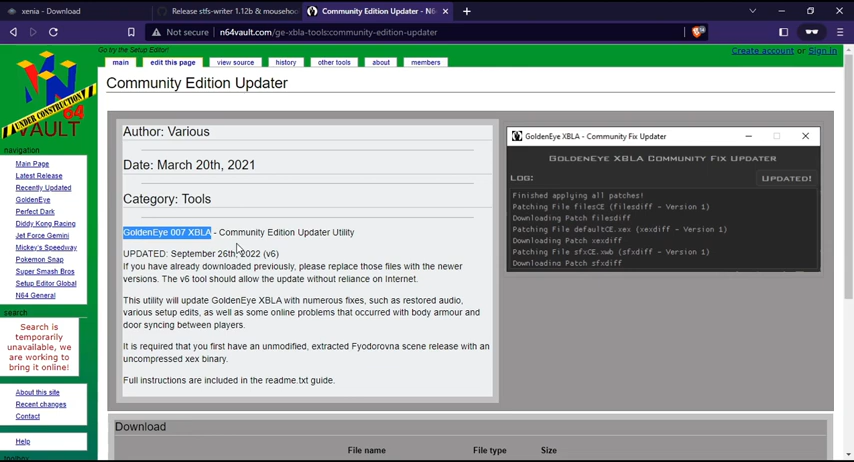 xenia - Download
Release stfs-writer 1.12b & mousehoo
Community Edition Updater - N6
Not secure
n64vault.com/ge-xbla-tools:community-edition-updater
Go try the Setup Editor!
Create account or Sign in
main
edit this page
view source
history
other tools
about
members
64
UNDER CONSTRUCTION
VAULT
Community Edition Updater
navigation
Main Page
Latest Release
Recently Updated
GoldenEye
Perfect Dark
Diddy Kong Racing
Jet Force Gemini
Mickey's Speedway
Pokemon Snap
Super Smash Bros
Setup Editor Global
N64 General
search
Search is
temporarily
unavailable, we
are working to
bring it online!
About this site
Recent changes
Contact
Help
toolbox
Author: Various
Date: March 20th, 2021
Category: Tools
GoldenEye 007 XBLA - Community Edition Updater Utility
UPDATED: September 26th, 2022 (v6)
If you have already downloaded previously, please replace those files with the newer
versions. The v6 tool should allow the update without reliance on Internet.
This utility will update GoldenEye XBLA with numerous fixes, such as restored audio,
various setup edits, as well as some online problems that occurred with body armour and
door syncing between players.
It is required that you first have an unmodified, extracted Fyodorovna scene release with an
uncompressed xex binary.
Full instructions are included in the readme.txt guide.
GoldenEye XBLA - Community Fix Updater
GoldenEye XBLA Community Fix Updater
Log:
Updated!
Finished applying all patches!
Patching File filesCE (filesdiff - Version 1)
Downloading Patch filesdiff
Patching File defaultCE.xex (xexdiff - Version 1)
Downloading Patch xexdiff
Patching File sfxCE.xwb (sfxdiff - Version 1)
Downloading Patch sfxdiff
Download
File name
File type
Size